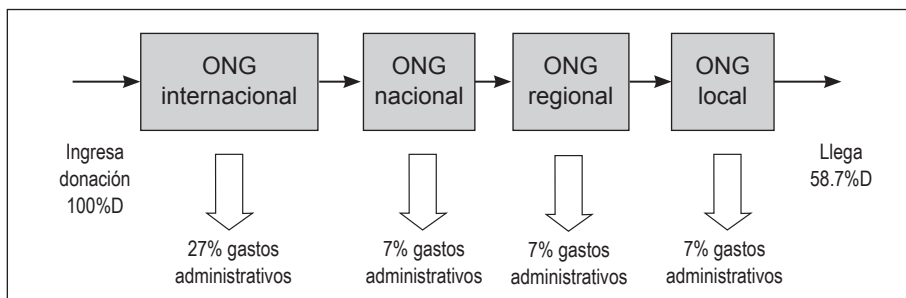 ONG
internacional
ONG
nacional
ONG
regional
ONG
local
Ingresa
donación
100%D
Llega
58.7%D
27% gastos
administrativos
7% gastos
administrativos
7% gastos
administrativos
7% gastos
administrativos